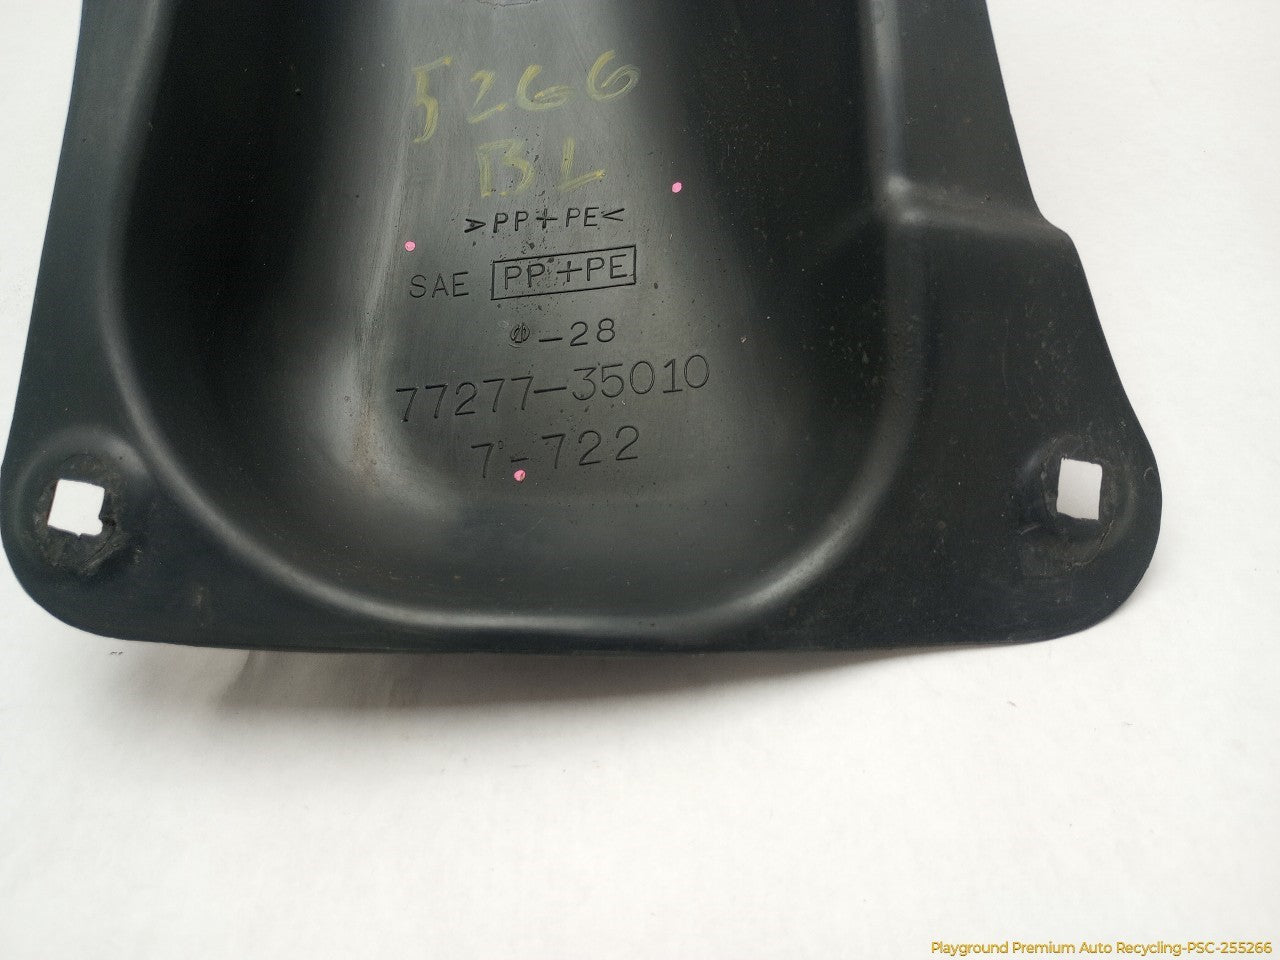 5266
BL
>PP+PE<
SAE PP+PE
-28
77277-35010
7-722
Playground Premium Auto Recycling-PSC-255266